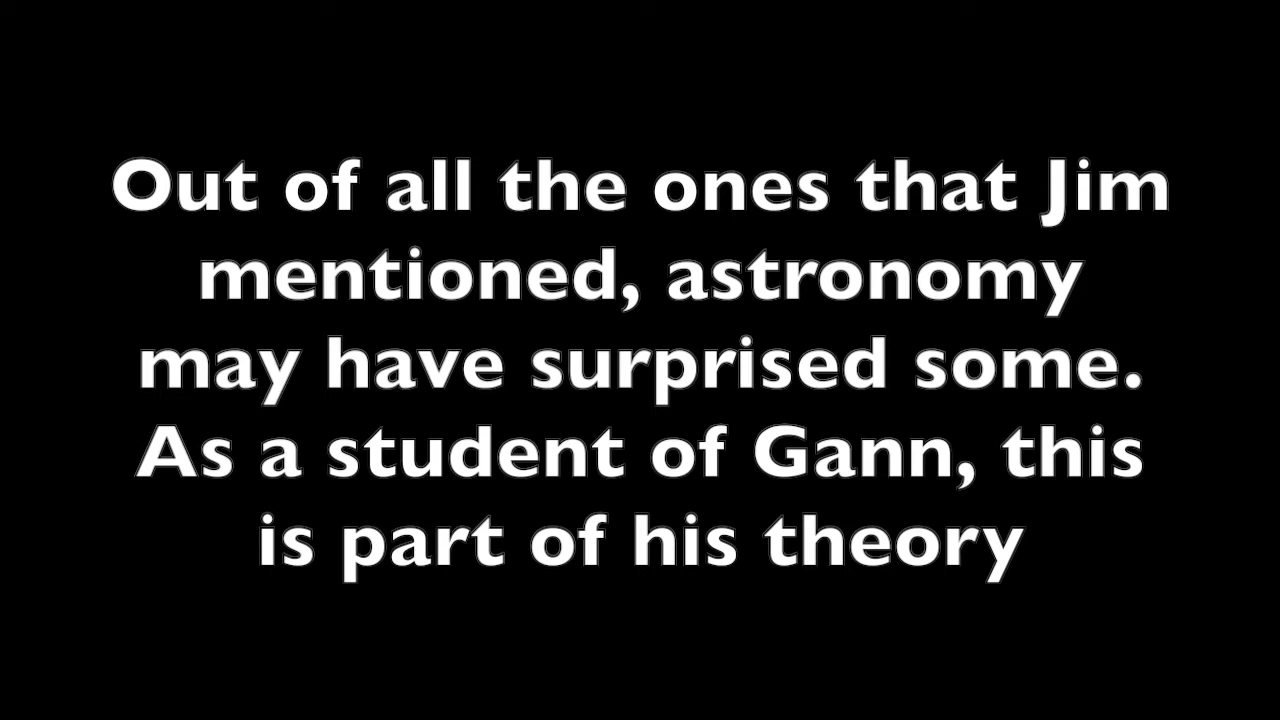 Out of all the ones that Jim
mentioned, astronomy
may have surprised some.
As a student of Gann, this
is part of his theory